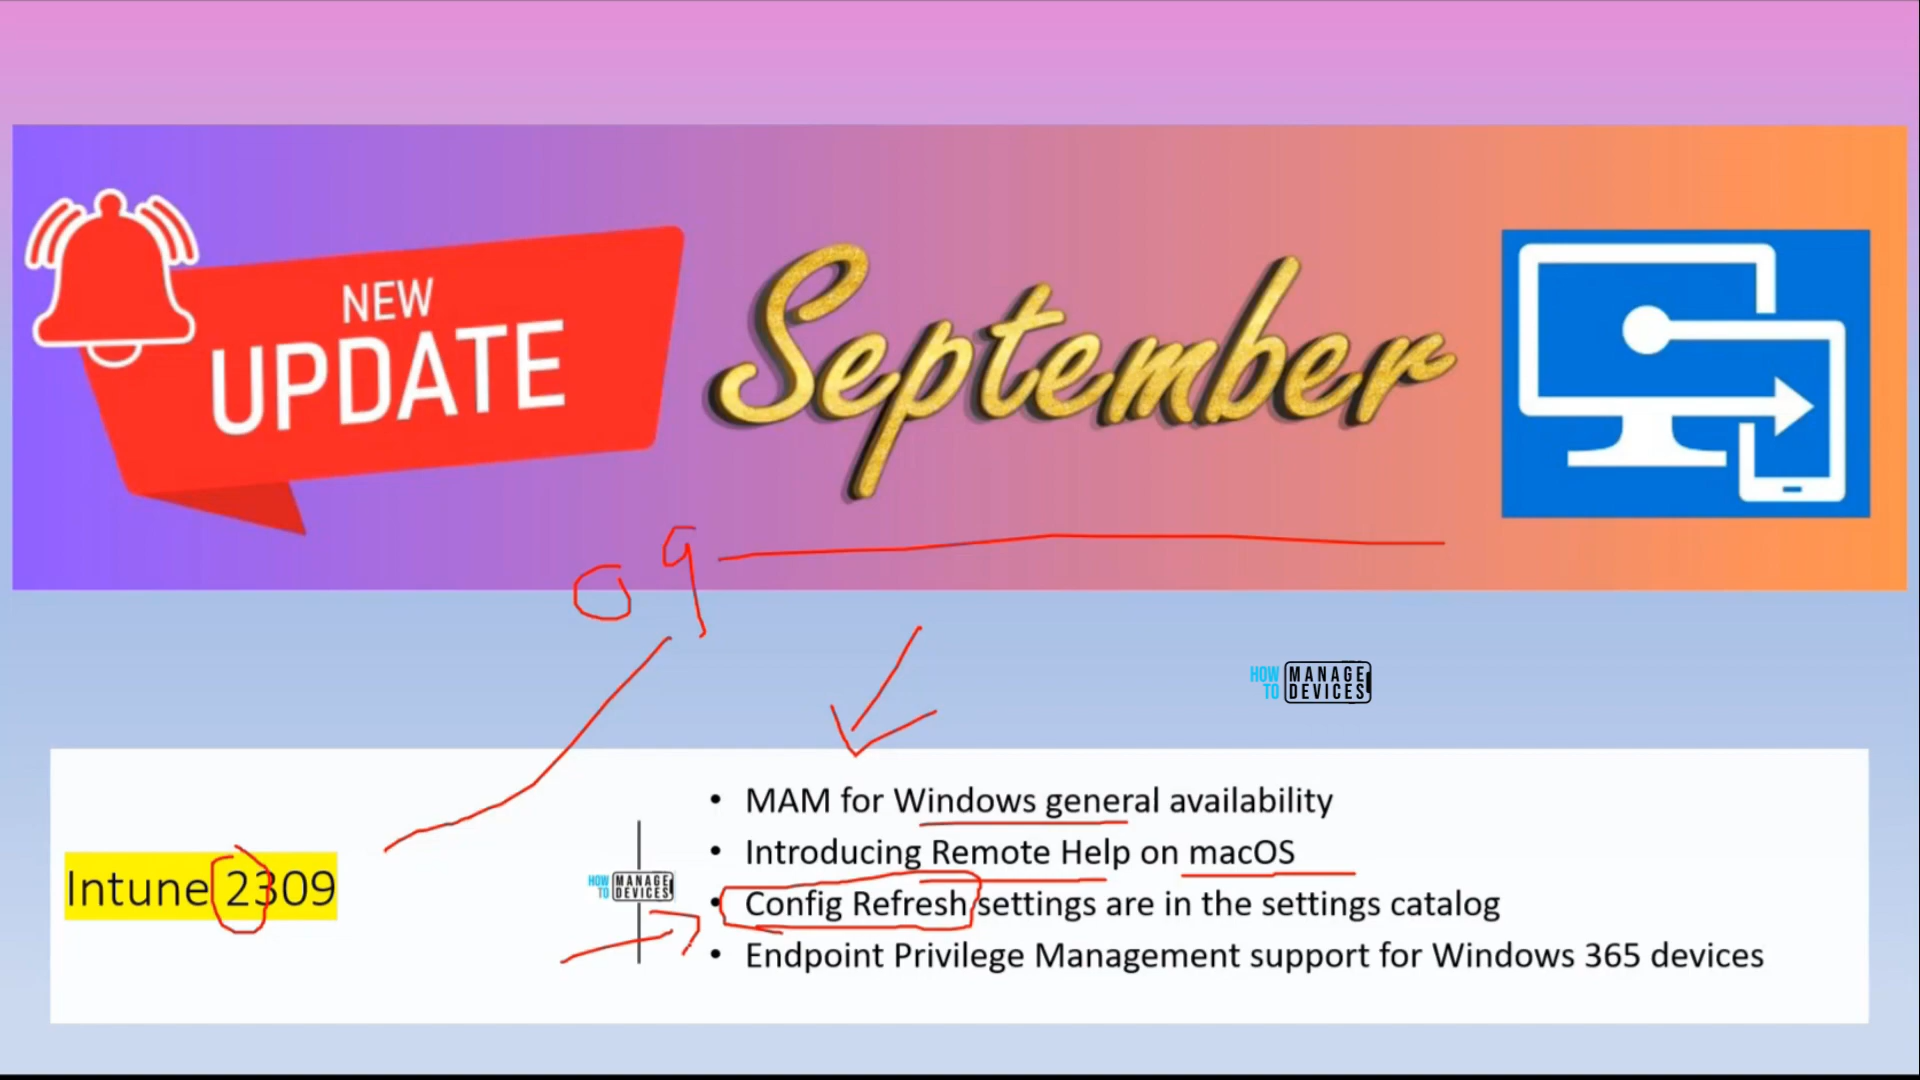 NEW
UPDATE
September
09
HOW TO MANAGE DEVICES
Intune 2309
HOW TO MANAGE DEVICES
• MAM for Windows general availability
• Introducing Remote Help on macOS
• Config Refresh settings are in the settings catalog
• Endpoint Privilege Management support for Windows 365 devices